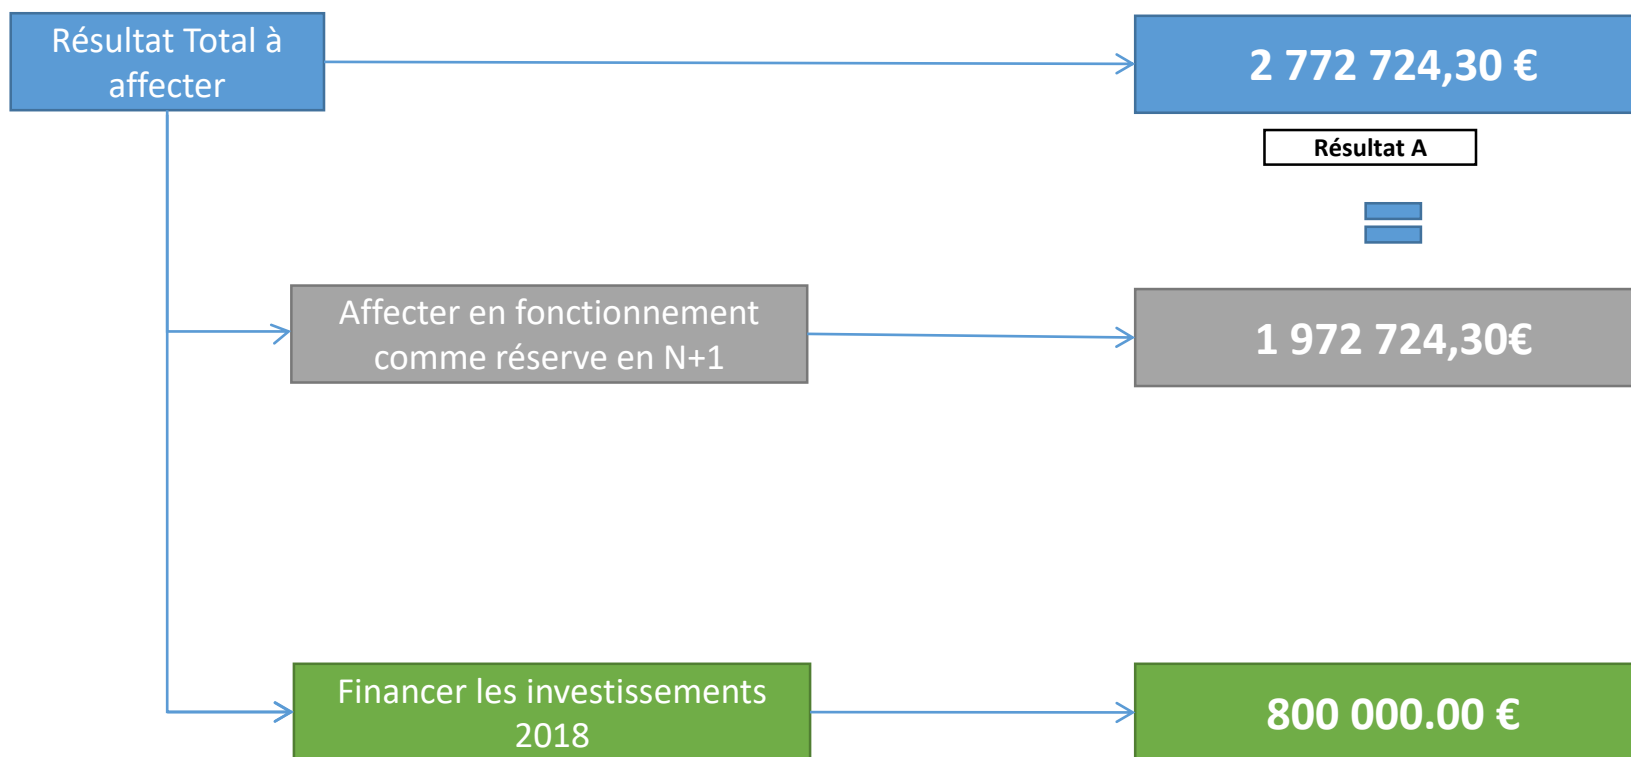 Résultat Total à
affecter
2 772 724,30 €
Résultat A
Affecter en fonctionnement
comme réserve en N+1
1 972 724,30€
Financer les investissements
2018
800 000.00 €